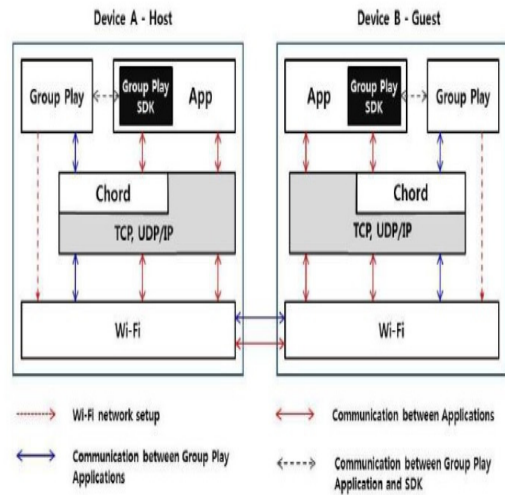 Device A - Host
Device B - Guest
Group Play
Group Play
SDK
App
App
Group Play
SDK
Group Play
Chord
TCP, UDP/IP
Chord
TCP, UDP/IP
Wi-Fi
Wi-Fi
Wi-Fi network setup
Communication between Applications
Communication between Group Play
Applications
Communication between Group Play
Application and SDK